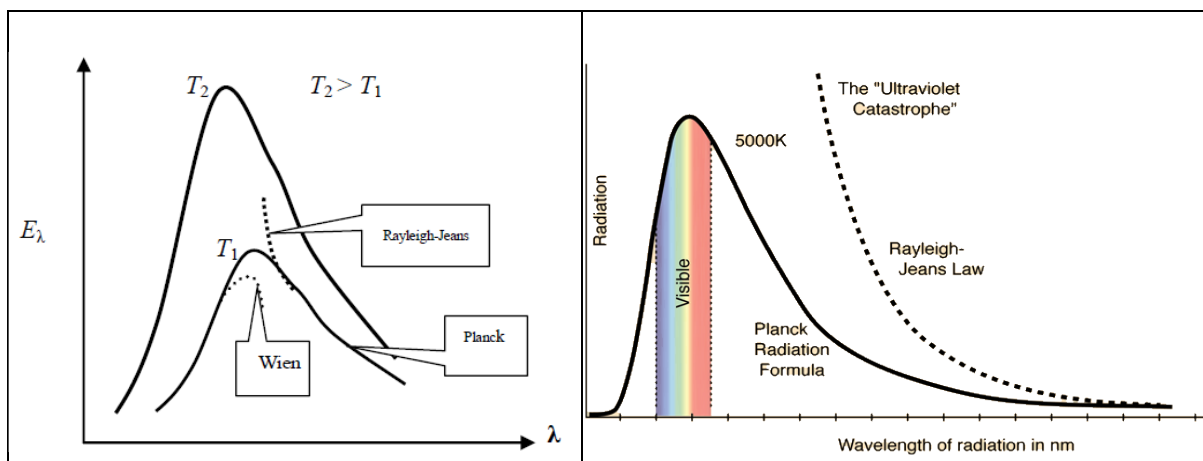 T₂
T₂ > T₁
Eλ
Rayleigh-Jeans
T₁
Planck
Wien
λ
The "Ultraviolet
Catastrophe"
5000K
Radiation
Rayleigh-
Jeans Law
Visible
Planck
Radiation
Formula
Wavelength of radiation in nm